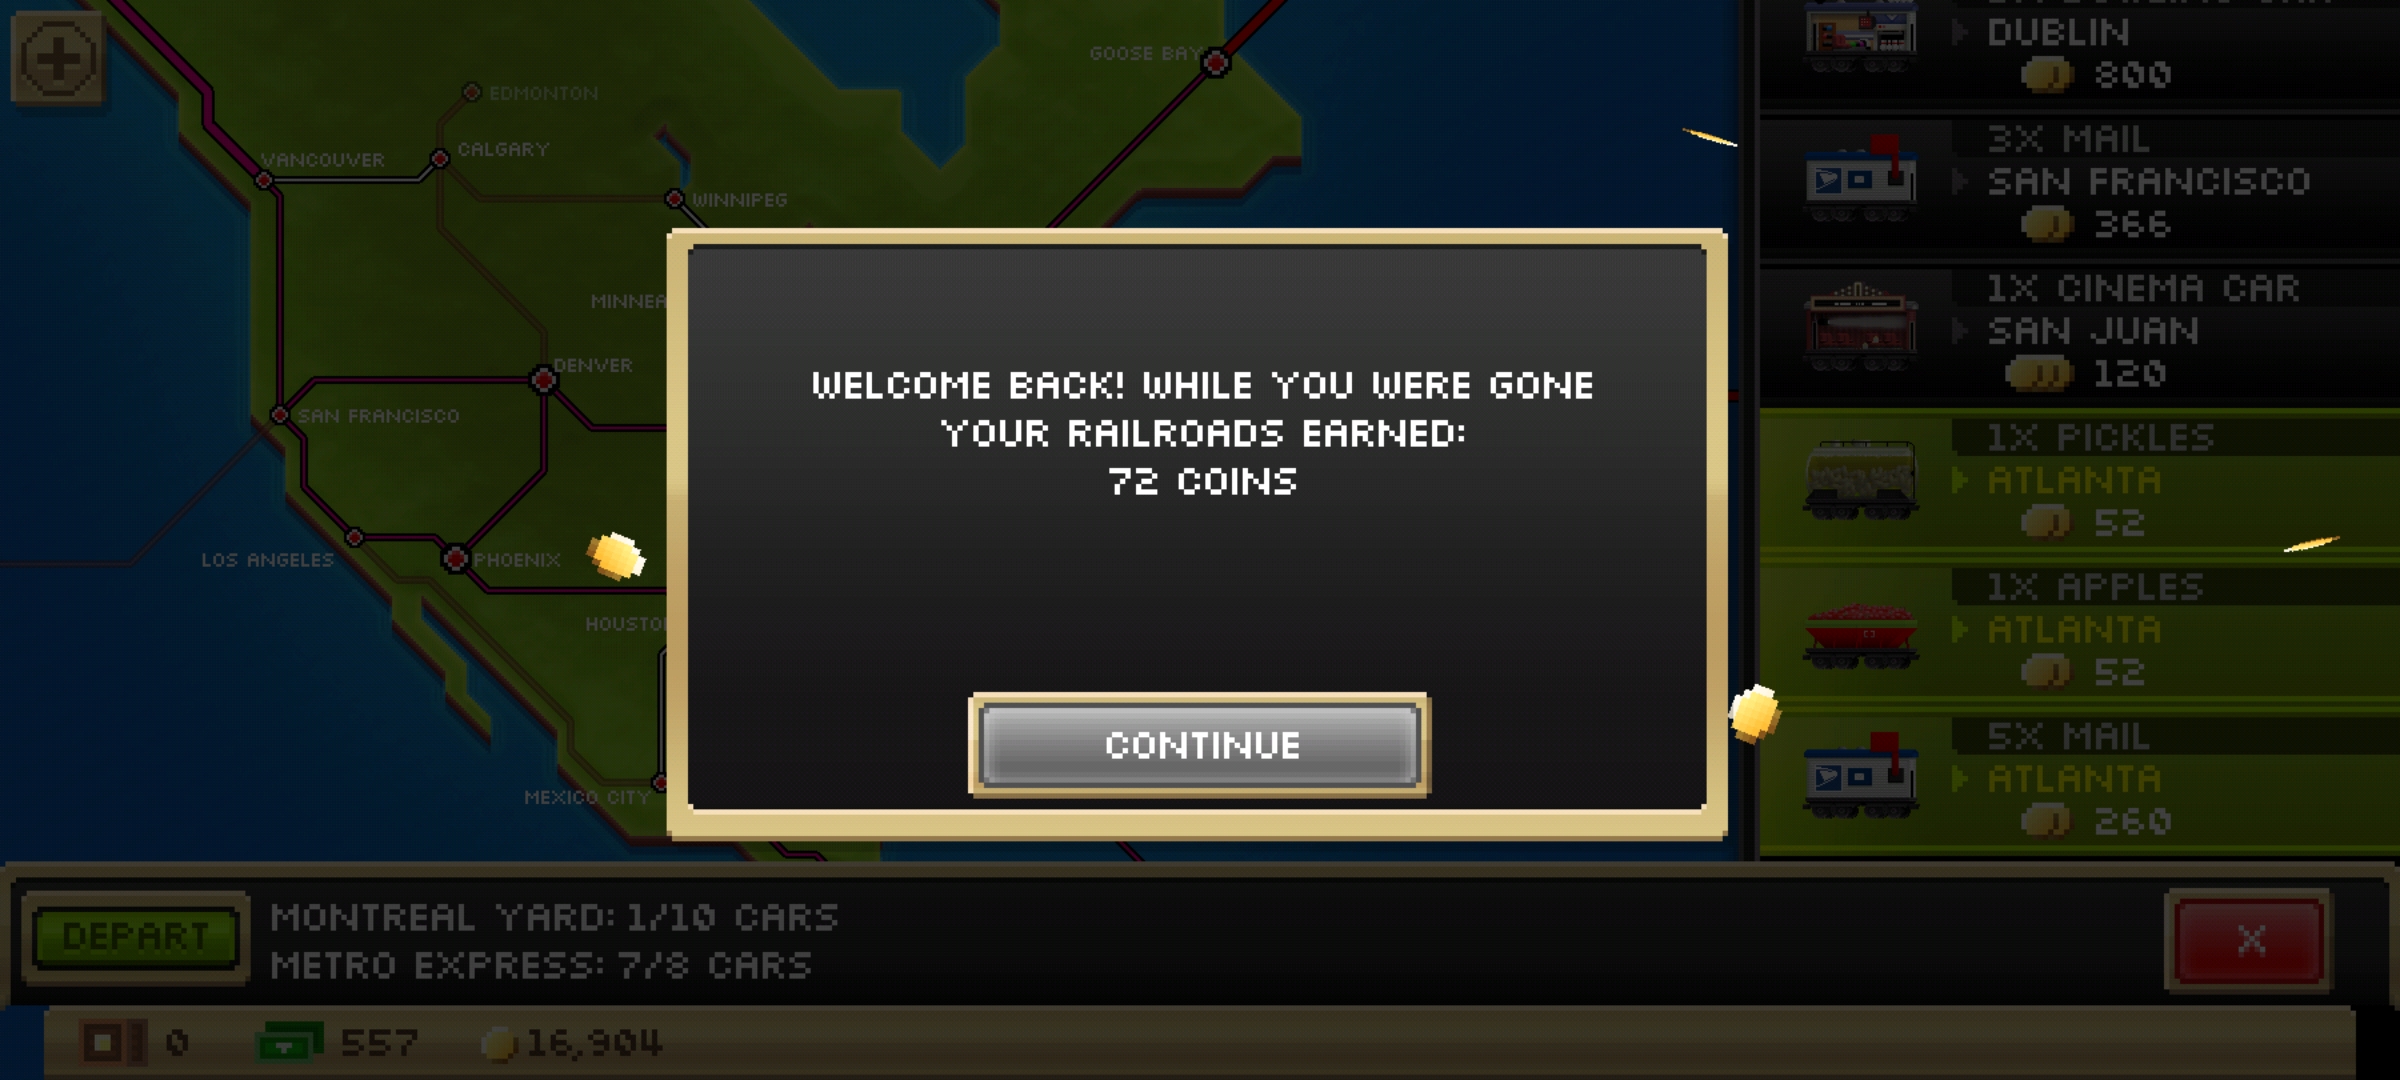 GOOSE BAY
EDMONTON
CALGARY
VANCOUVER
WINNIPEG
MINNEA
DENVER
SAN FRANCISCO
LOS ANGELES
PHOENIX
HOUSTO
MEXICO CITY
WELCOME BACK! WHILE YOU WERE GONE
YOUR RAILROADS EARNED:
72 COINS
CONTINUE
DUBLIN
800
3X MAIL
SAN FRANCISCO
366
1X CINEMA CAR
SAN JUAN
120
1X PICKLES
ATLANTA
52
1X APPLES
ATLANTA
52
5X MAIL
ATLANTA
260
DEPART
MONTREAL YARD: 1/10 CARS
METRO EXPRESS: 7/8 CARS
X
0
557
16,904